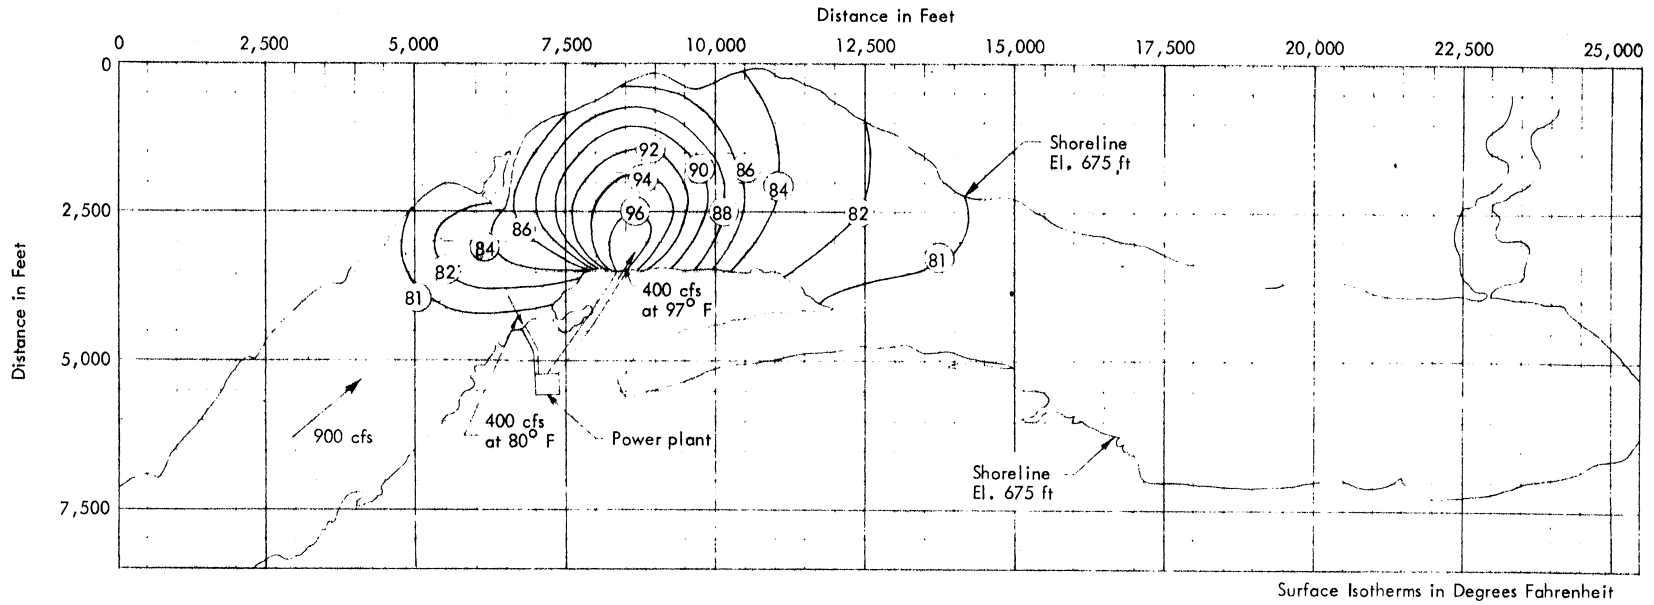 Distance in Feet
0 2,500 5,000 7,500 10,000 12,500 15,000 17,500 20,000 22,500 25,000
0
2,500
5,000
7,500
Distance in Feet
92
90
86
94
84
96
88
82
86
84
82
81
81
Shoreline
El. 675 ft
400 cfs
at 97° F
900 cfs
400 cfs
at 80° F
Power plant
Shoreline
El. 675 ft
Surface Isotherms in Degrees Fahrenheit